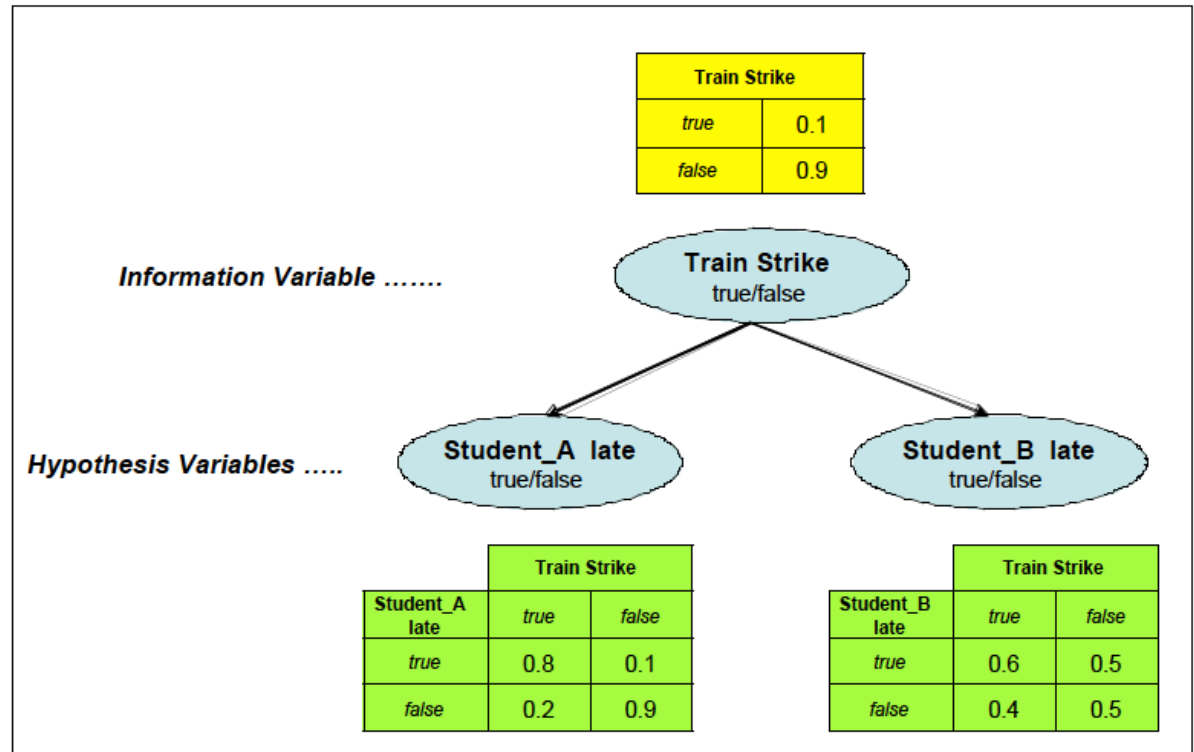 Train Strike
true 0.1
false 0.9
Information Variable .......
Train Strike
true/false
Hypothesis Variables .....
Student_A late
true/false
Student_B late
true/false
Train Strike
Student_A
late
true false
true 0.8 0.1
false 0.2 0.9
Train Strike
Student_B
late
true false
true 0.6 0.5
false 0.4 0.5